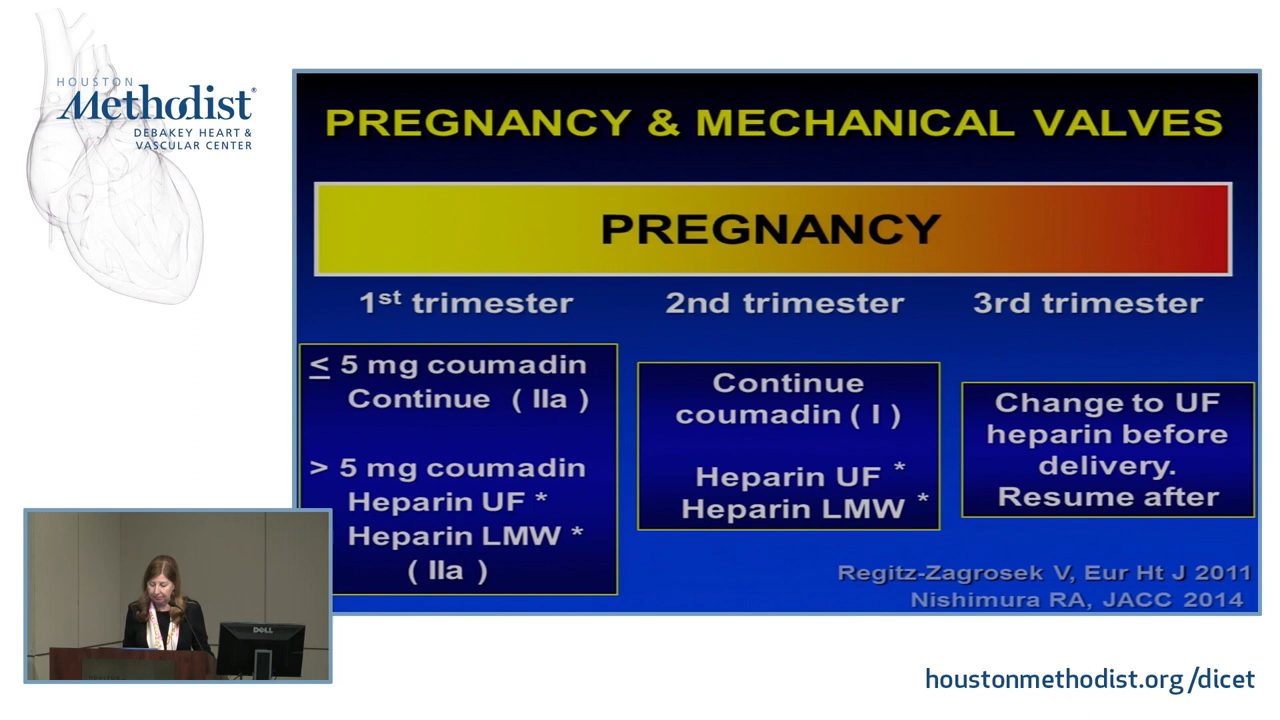 HOUSTON
Methodist®
DEBAKEY HEART &
VASCULAR CENTER
PREGNANCY & MECHANICAL VALVES
PREGNANCY
1st trimester
2nd trimester
3rd trimester
≤ 5 mg coumadin
Continue ( IIa )
> 5 mg coumadin
Heparin UF *
Heparin LMW *
( IIa )
Continue
coumadin ( I )
Heparin UF *
Heparin LMW *
Change to UF
heparin before
delivery.
Resume after
Regitz-Zagrosek V, Eur Ht J 2011
Nishimura RA, JACC 2014
DELL
houstonmethodist.org/dicet